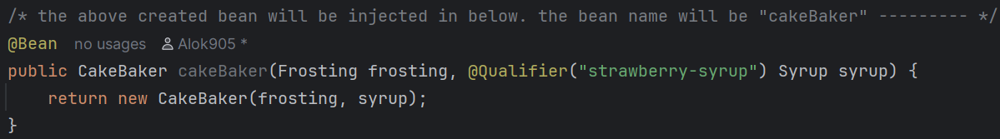 /* the above created bean will be injected in below. the bean name will be "cakeBaker" --------- */
@Bean no usages Alok905 *
public CakeBaker cakeBaker(Frosting frosting, @Qualifier("strawberry-syrup") Syrup syrup) {
    return new CakeBaker(frosting, syrup);
}